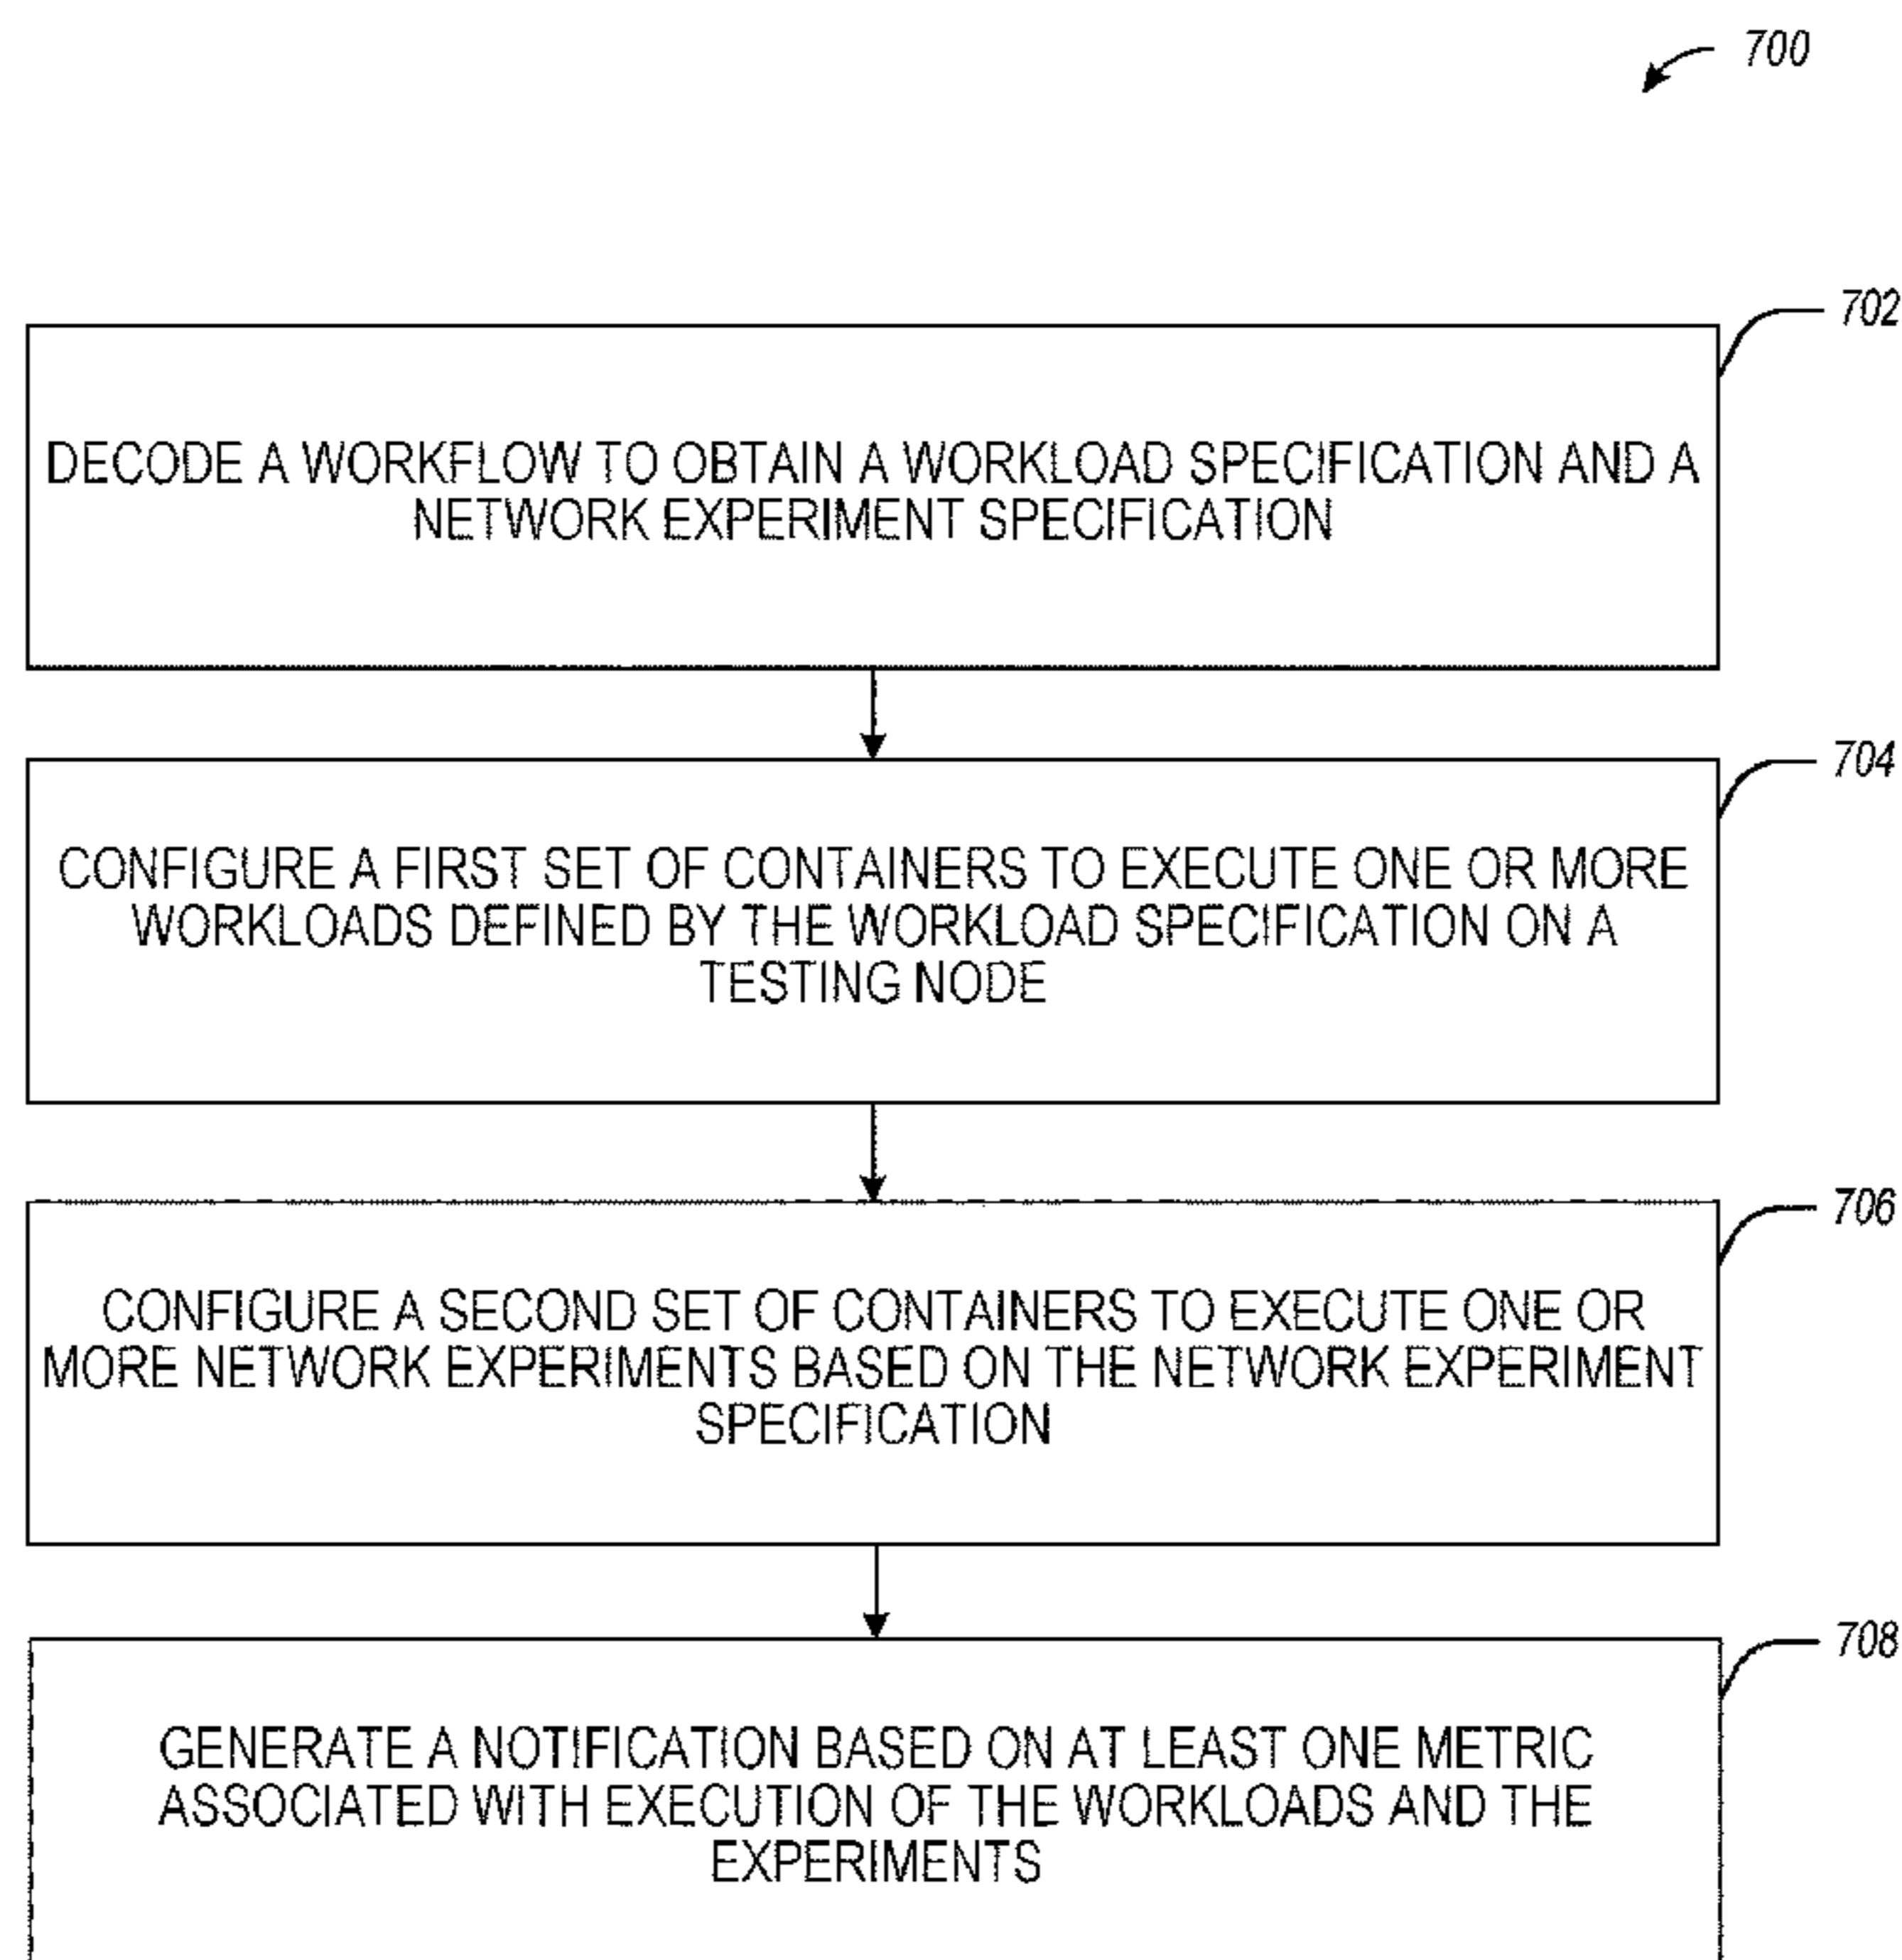 700
702
DECODE A WORKFLOW TO OBTAIN A WORKLOAD SPECIFICATION AND A
NETWORK EXPERIMENT SPECIFICATION
704
CONFIGURE A FIRST SET OF CONTAINERS TO EXECUTE ONE OR MORE
WORKLOADS DEFINED BY THE WORKLOAD SPECIFICATION ON A
TESTING NODE
706
CONFIGURE A SECOND SET OF CONTAINERS TO EXECUTE ONE OR
MORE NETWORK EXPERIMENTS BASED ON THE NETWORK EXPERIMENT
SPECIFICATION
708
GENERATE A NOTIFICATION BASED ON AT LEAST ONE METRIC
ASSOCIATED WITH EXECUTION OF THE WORKLOADS AND THE
EXPERIMENTS